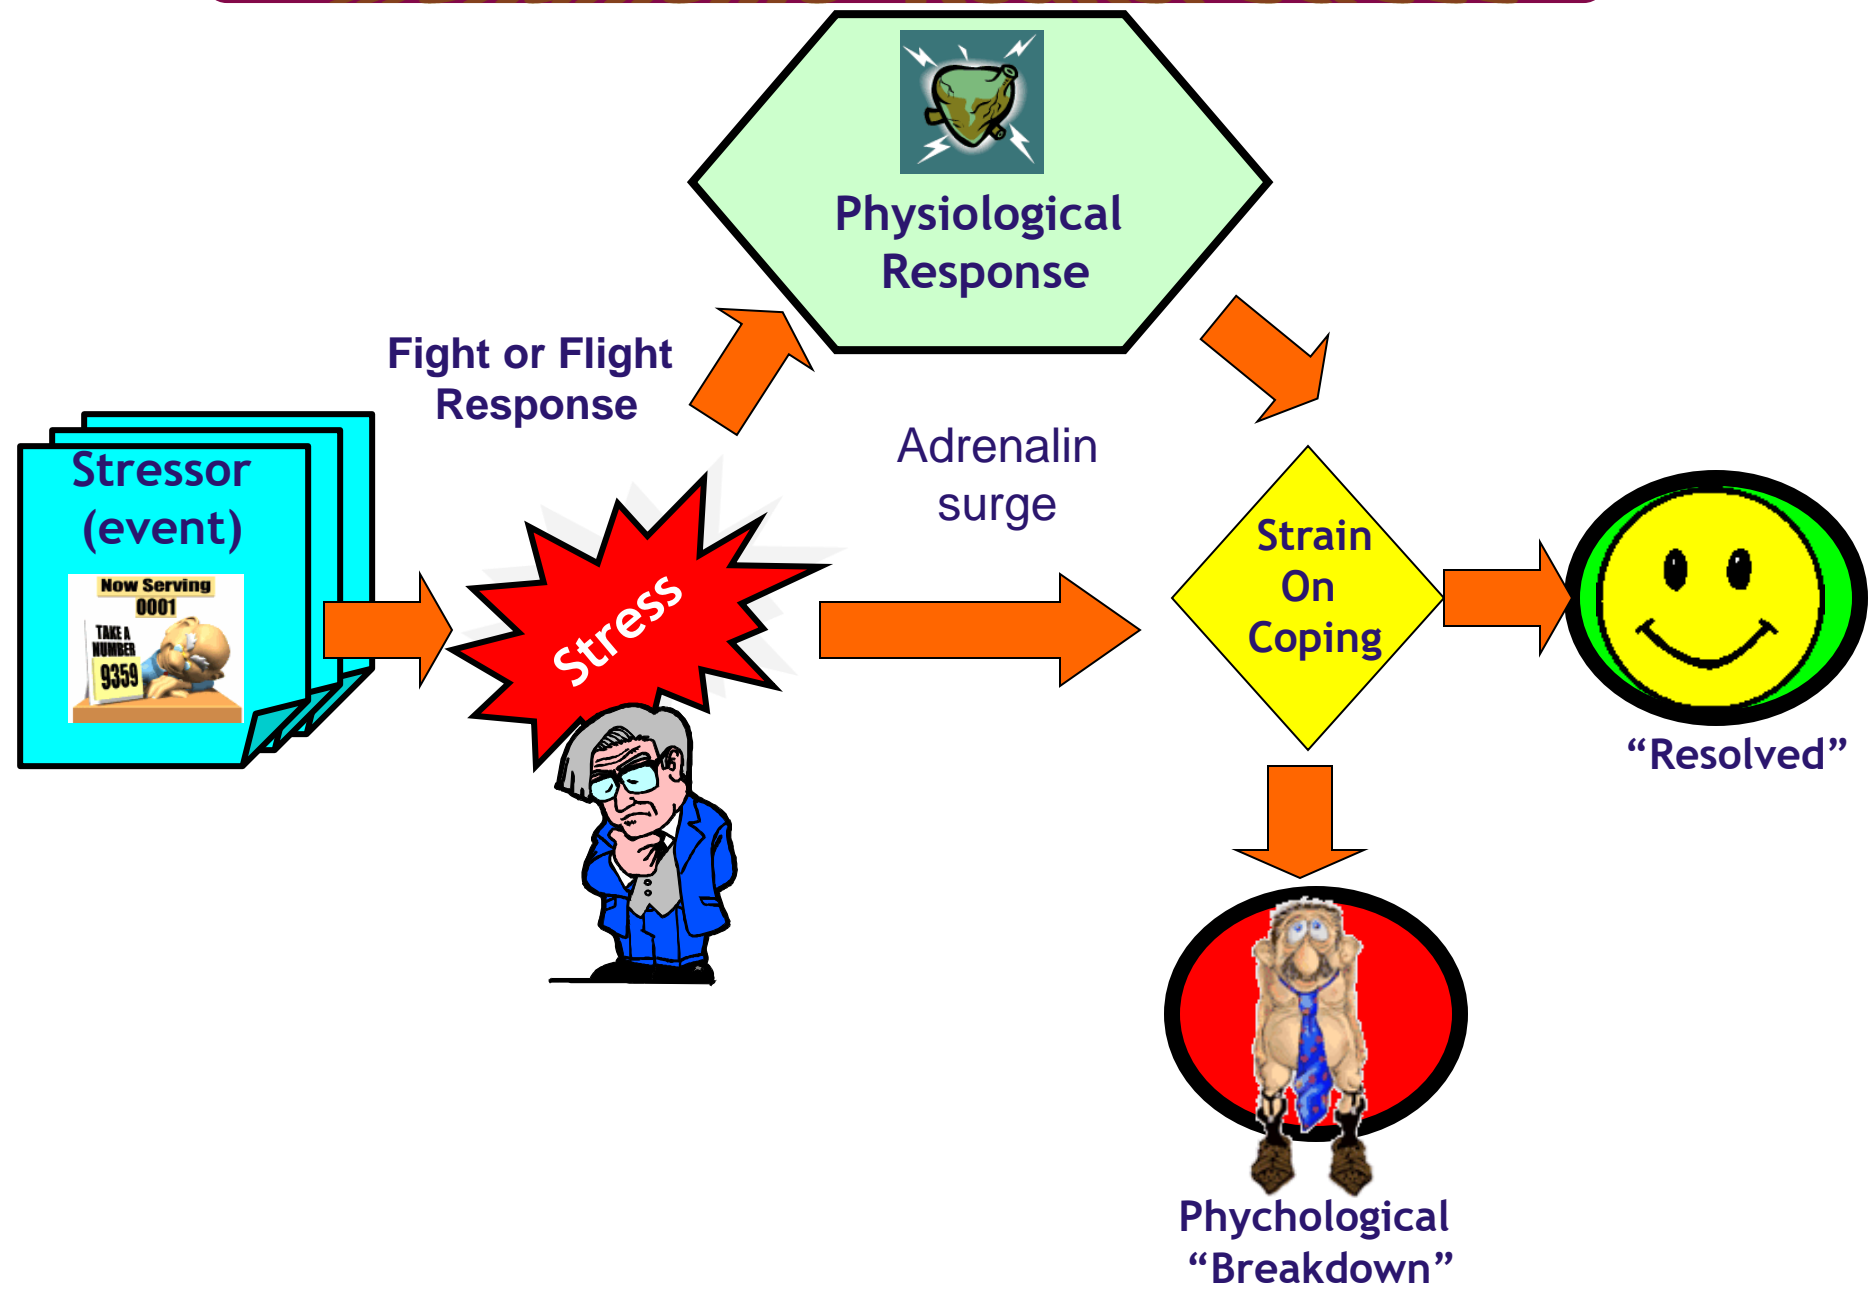 Physiological
Response
Fight or Flight
Response
Adrenalin
surge
Stressor
(event)
Now Serving
0001
TAKE A
NUMBER
9359
Stress
Strain
On
Coping
“Resolved”
Phychological
“Breakdown”